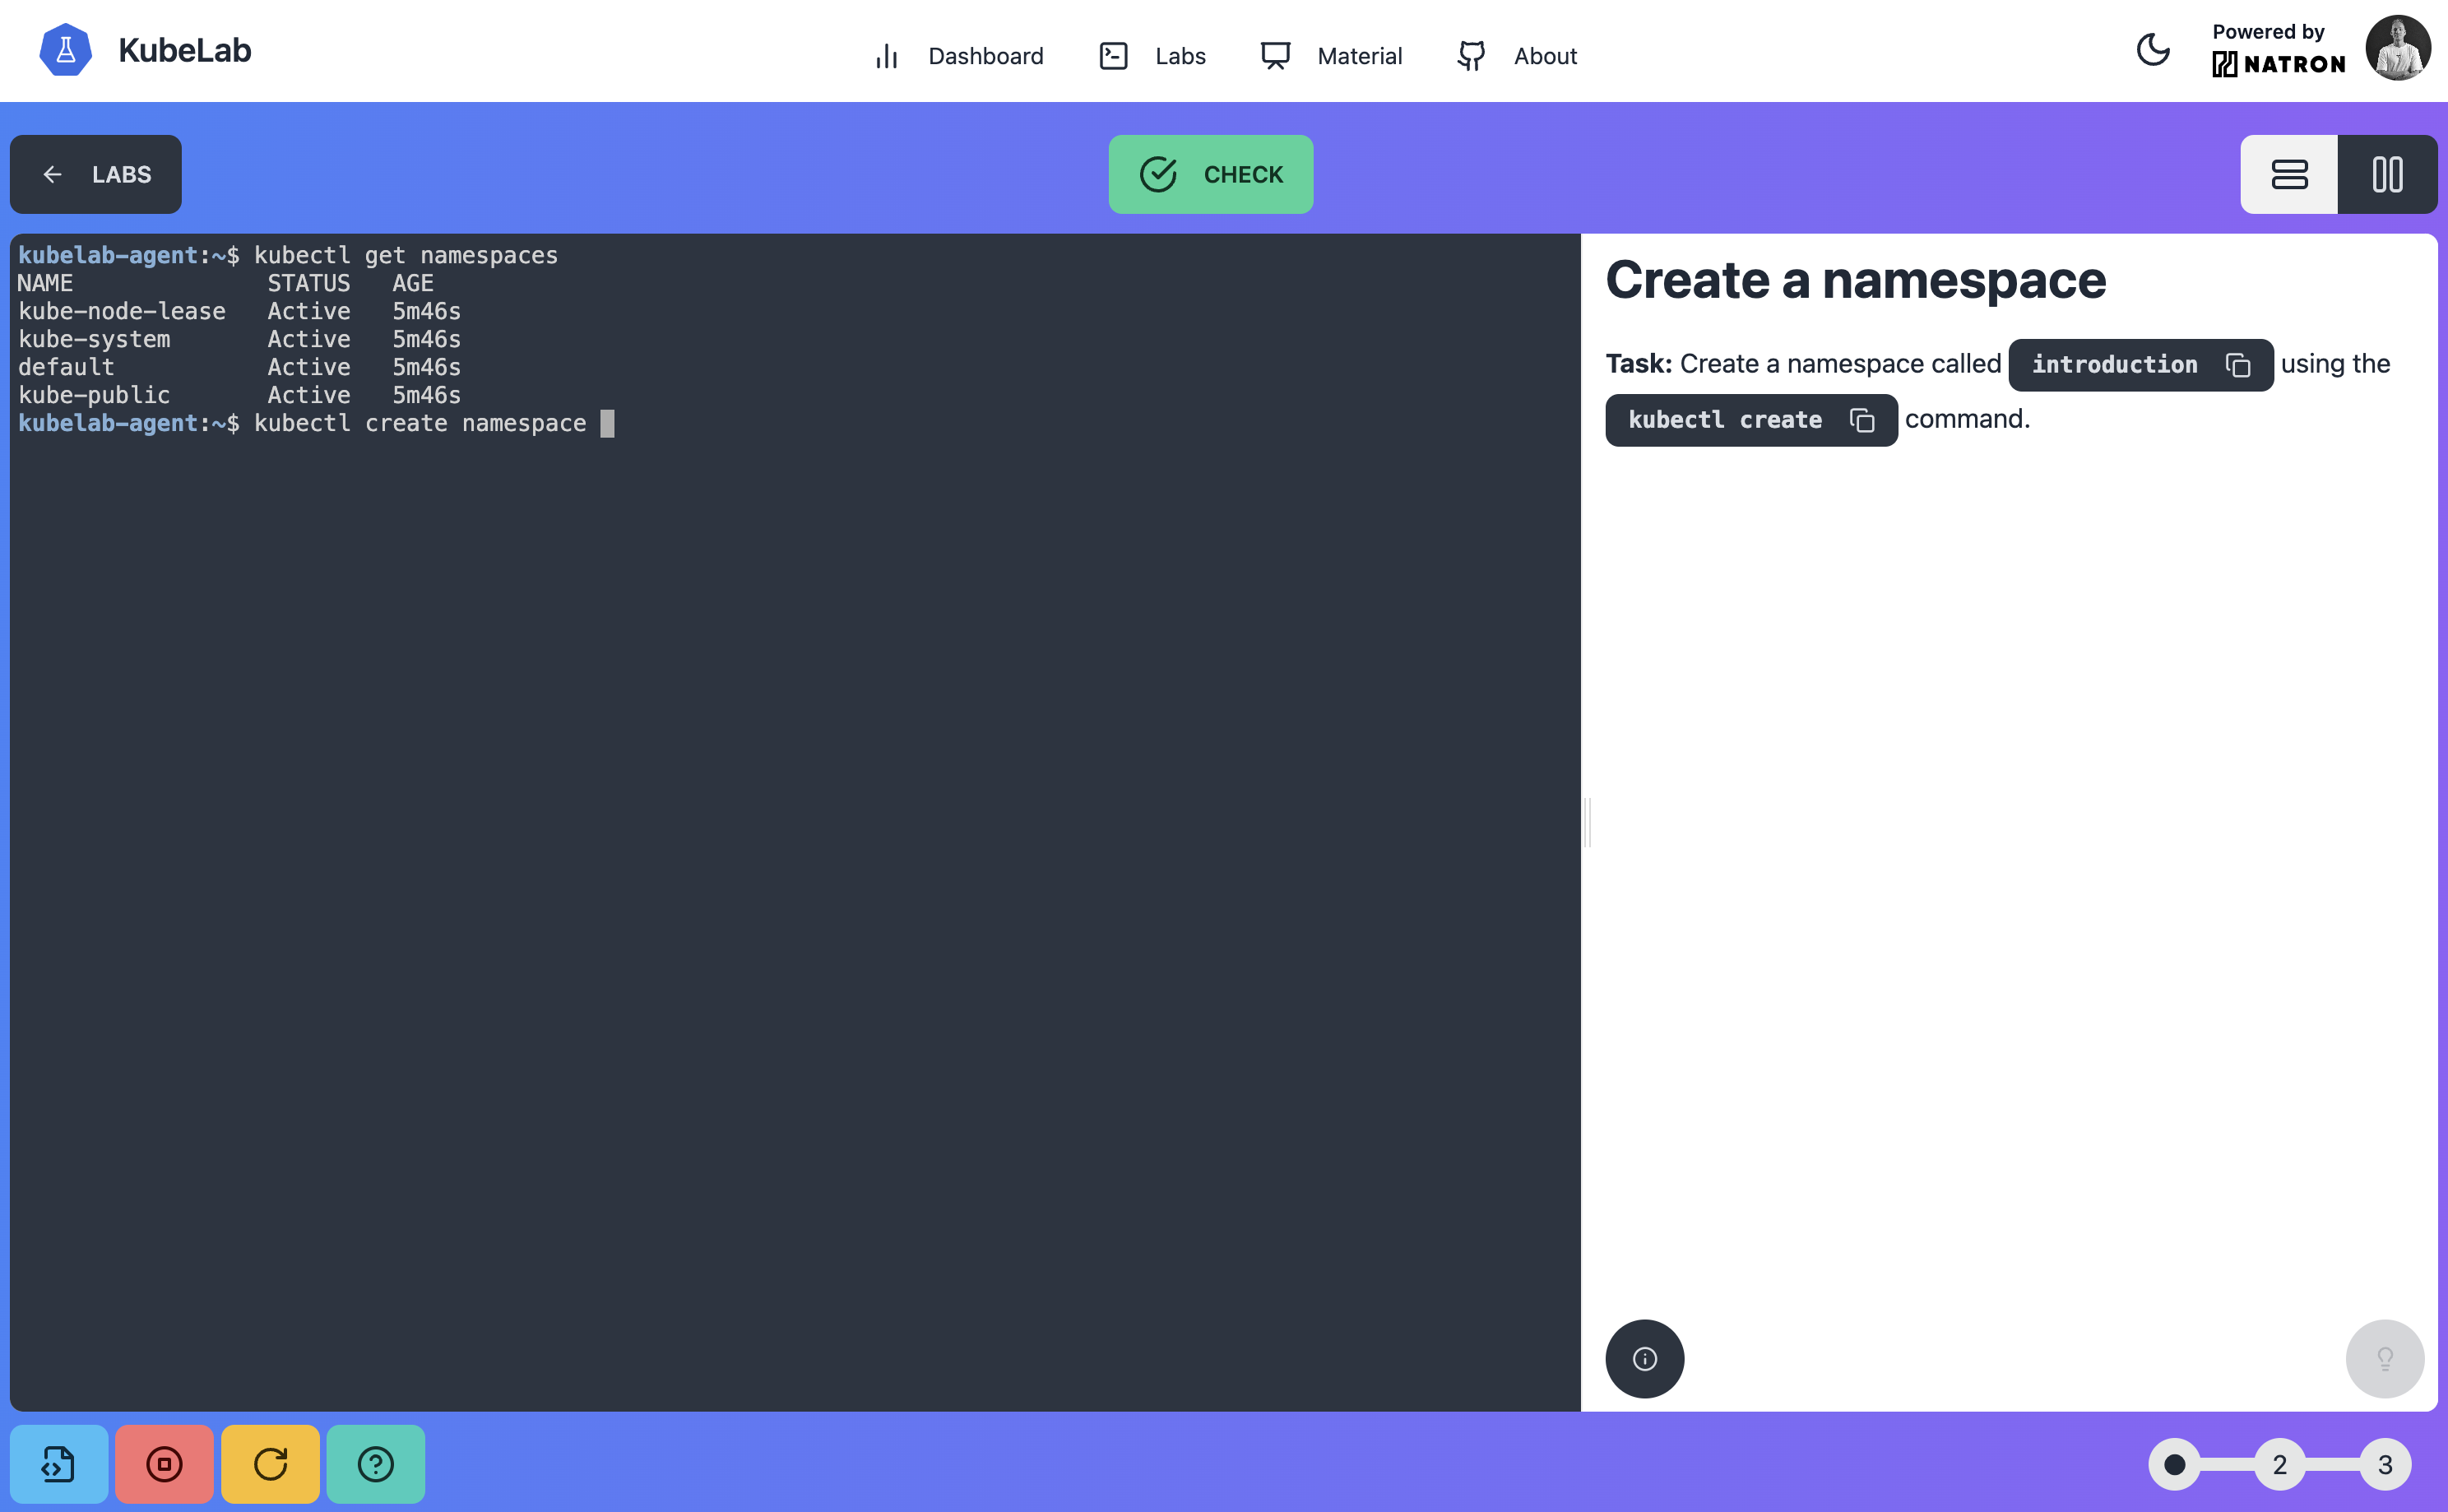 KubeLab
Dashboard
Labs
Material
About
Powered by
NATRON
LABS
CHECK
kubelab-agent:~$ kubectl get namespaces
NAME STATUS AGE
kube-node-lease Active 5m46s
kube-system Active 5m46s
default Active 5m46s
kube-public Active 5m46s
kubelab-agent:~$ kubectl create namespace
Create a namespace
Task: Create a namespace called introduction using the
kubectl create command.
2
3